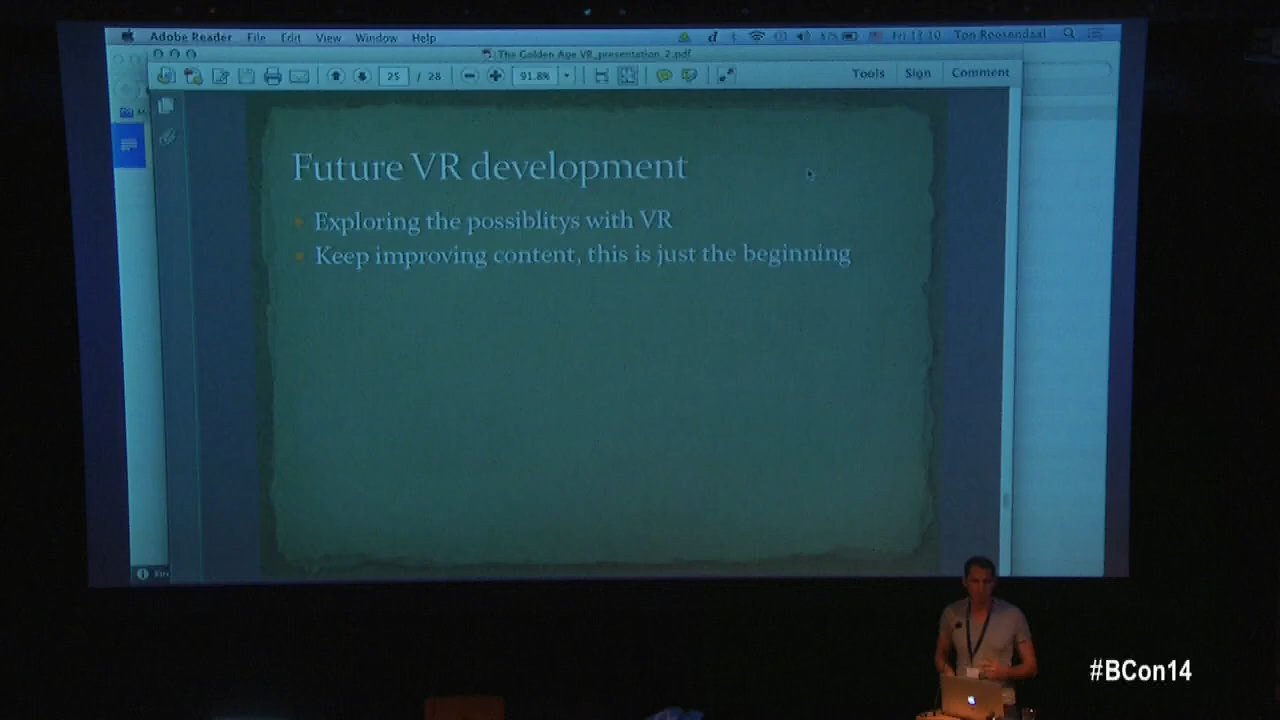 Adobe Reader File Edit View Window Help 57% Fri 13:10 Ton Roosendaal
The Golden Age VR_presentation_2.pdf
25 / 28 91.8% Tools Sign Comment
Future VR development
Exploring the possiblitys with VR
Keep improving content, this is just the beginning
#BCon14